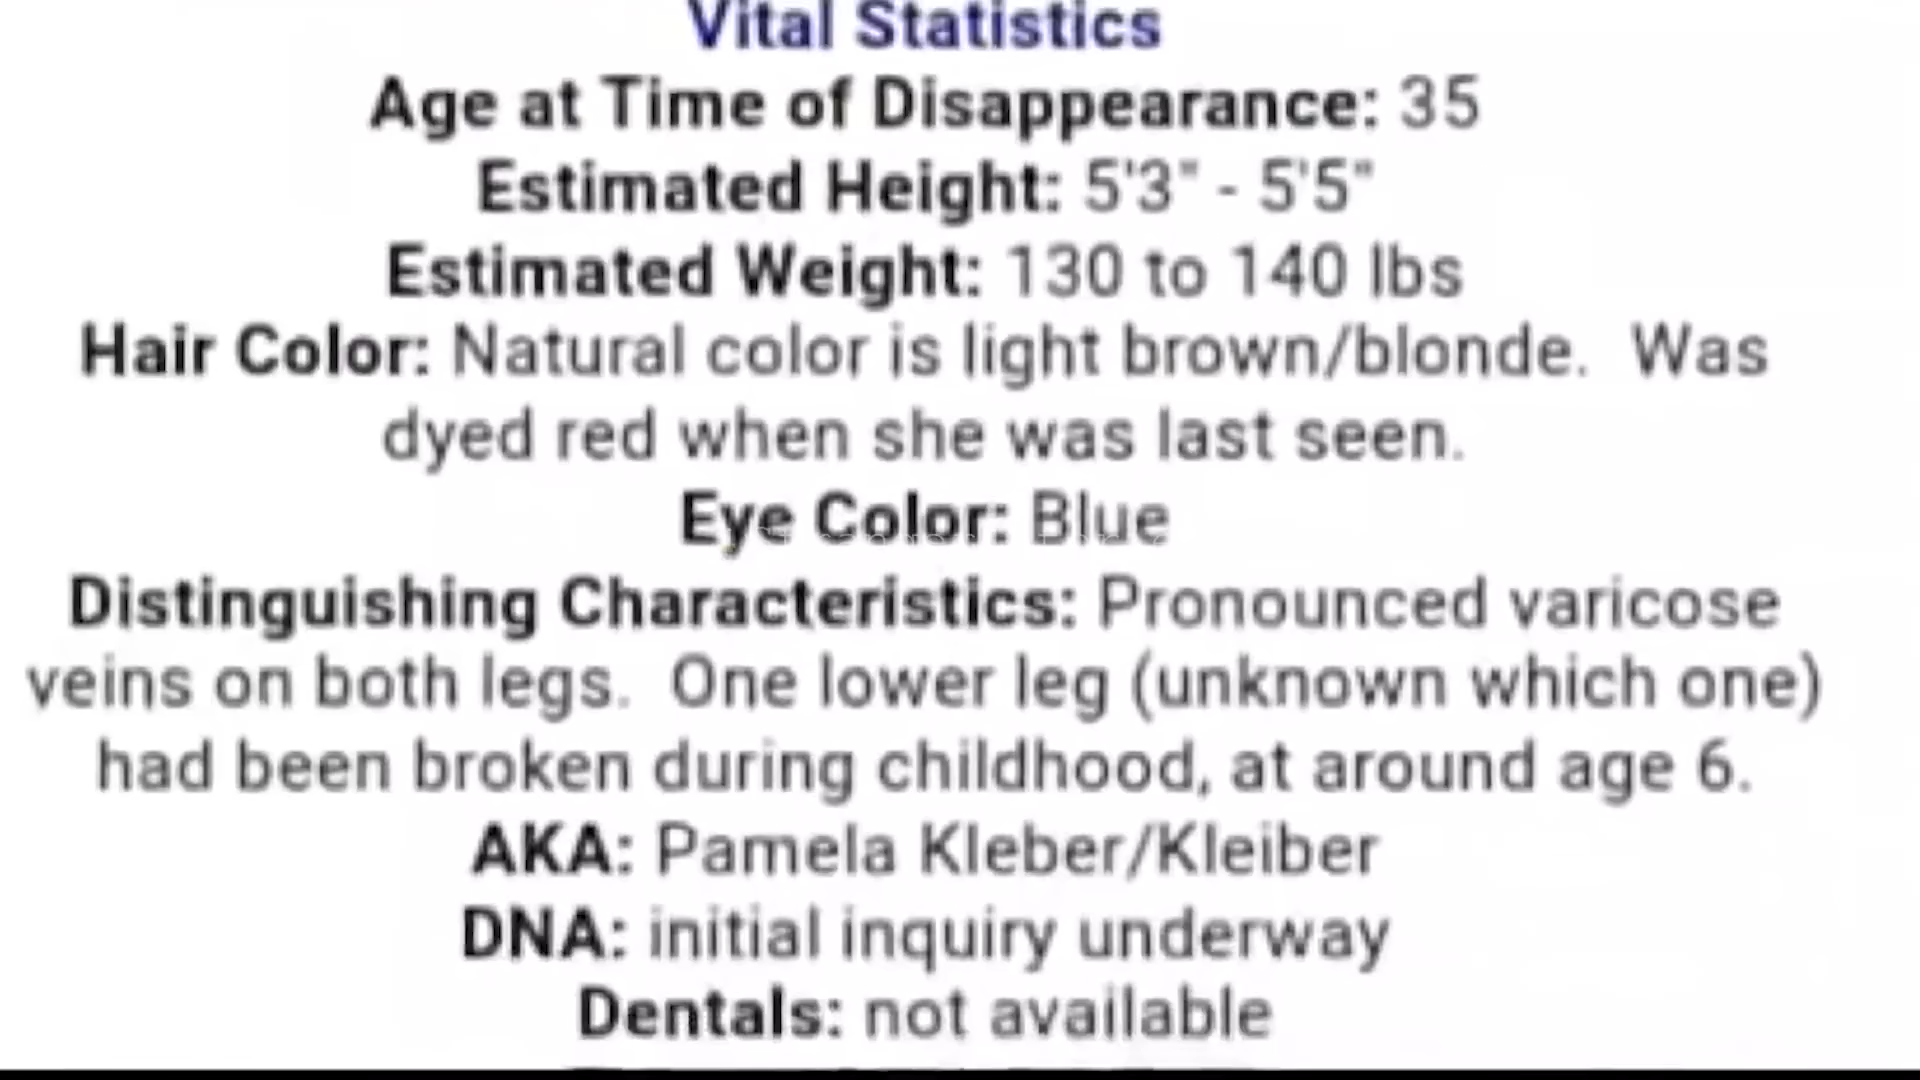 Vital Statistics
Age at Time of Disappearance: 35
Estimated Height: 5'3" - 5'5"
Estimated Weight: 130 to 140 lbs
Hair Color: Natural color is light brown/blonde.  Was
dyed red when she was last seen.
Eye Color: Blue
Distinguishing Characteristics: Pronounced varicose
veins on both legs.  One lower leg (unknown which one)
had been broken during childhood, at around age 6.
AKA: Pamela Kleber/Kleiber
DNA: initial inquiry underway
Dentals: not available